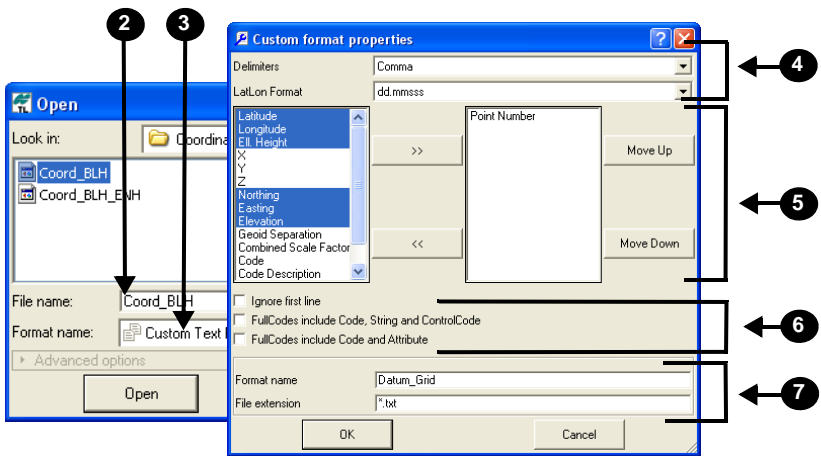 2
3
Custom format properties
Delimiters
Comma
4
LatLon Format
dd.mmsss
Open
Look in:
Coordina
Coord_BLH
Coord_BLH_ENH
Latitude
Longitude
Ell. Height
X
Y
Z
Northing
Easting
Elevation
Geoid Separation
Combined Scale Factor
Code
Code Description
>>
<<
Point Number
Move Up
Move Down
5
File name:
Coord_BLH
Format name:
Custom Text
Advanced options
Open
Ignore first line
FullCodes include Code, String and ControlCode
FullCodes include Code and Attribute
6
Format name
Datum_Grid
File extension
*.txt
7
OK
Cancel